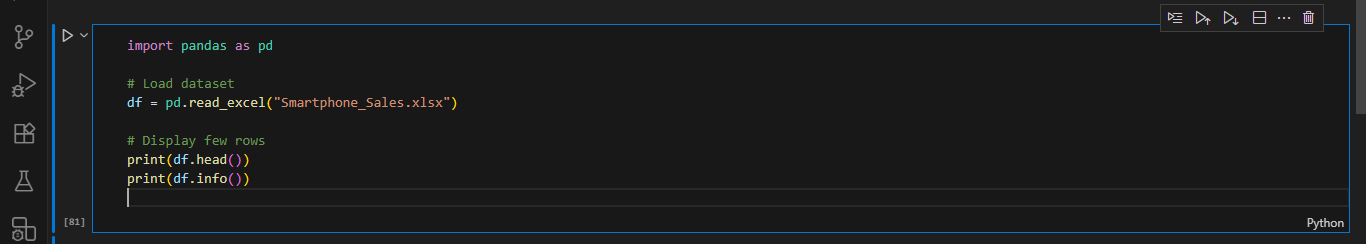 import pandas as pd
# Load dataset
df = pd.read_excel("Smartphone_Sales.xlsx")
# Display few rows
print(df.head())
print(df.info())
[81]
Python